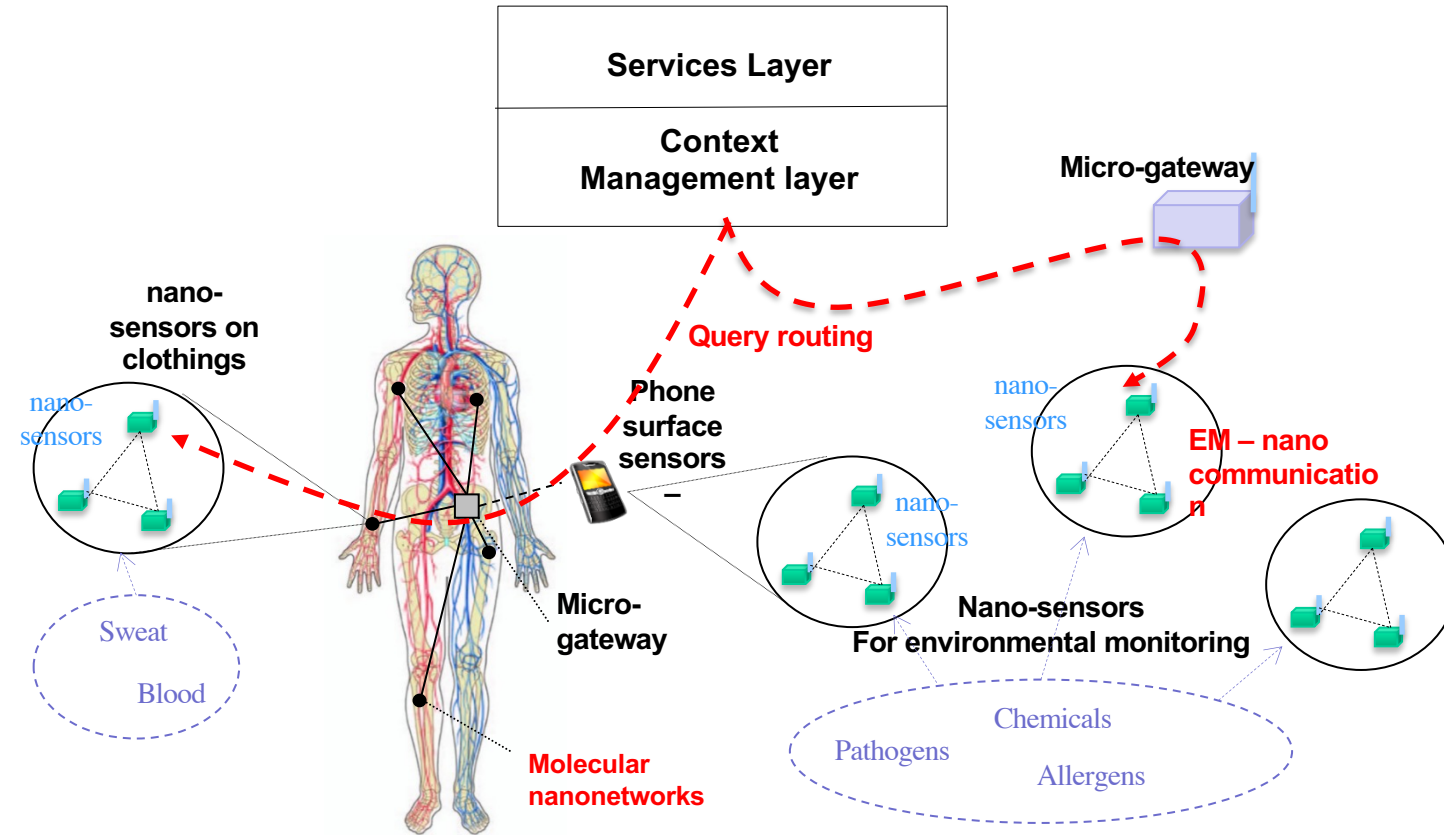 Services Layer
Context
Management layer
Micro-gateway
nano-
sensors on
clothings
Query routing
Phone
surface
sensors
–
nano-
sensors
nano-
sensors
nano-
sensors
EM – nano
communicatio
n
Micro-
gateway
Nano-sensors
For environmental monitoring
Sweat
Blood
Chemicals
Pathogens
Allergens
Molecular
nanonetworks